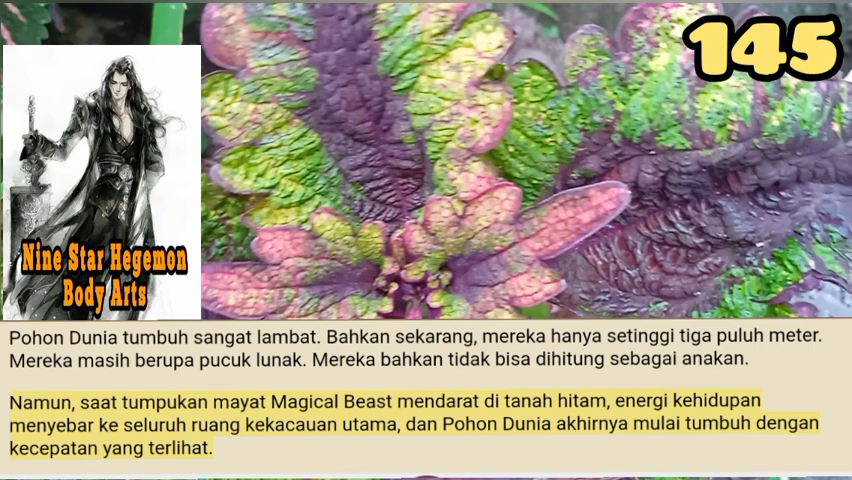 145
Nine Star Hegemon
Body Arts
Pohon Dunia tumbuh sangat lambat. Bahkan sekarang, mereka hanya setinggi tiga puluh meter.
Mereka masih berupa pucuk lunak. Mereka bahkan tidak bisa dihitung sebagai anakan.
Namun, saat tumpukan mayat Magical Beast mendarat di tanah hitam, energi kehidupan
menyebar ke seluruh ruang kekacauan utama, dan Pohon Dunia akhirnya mulai tumbuh dengan
kecepatan yang terlihat.